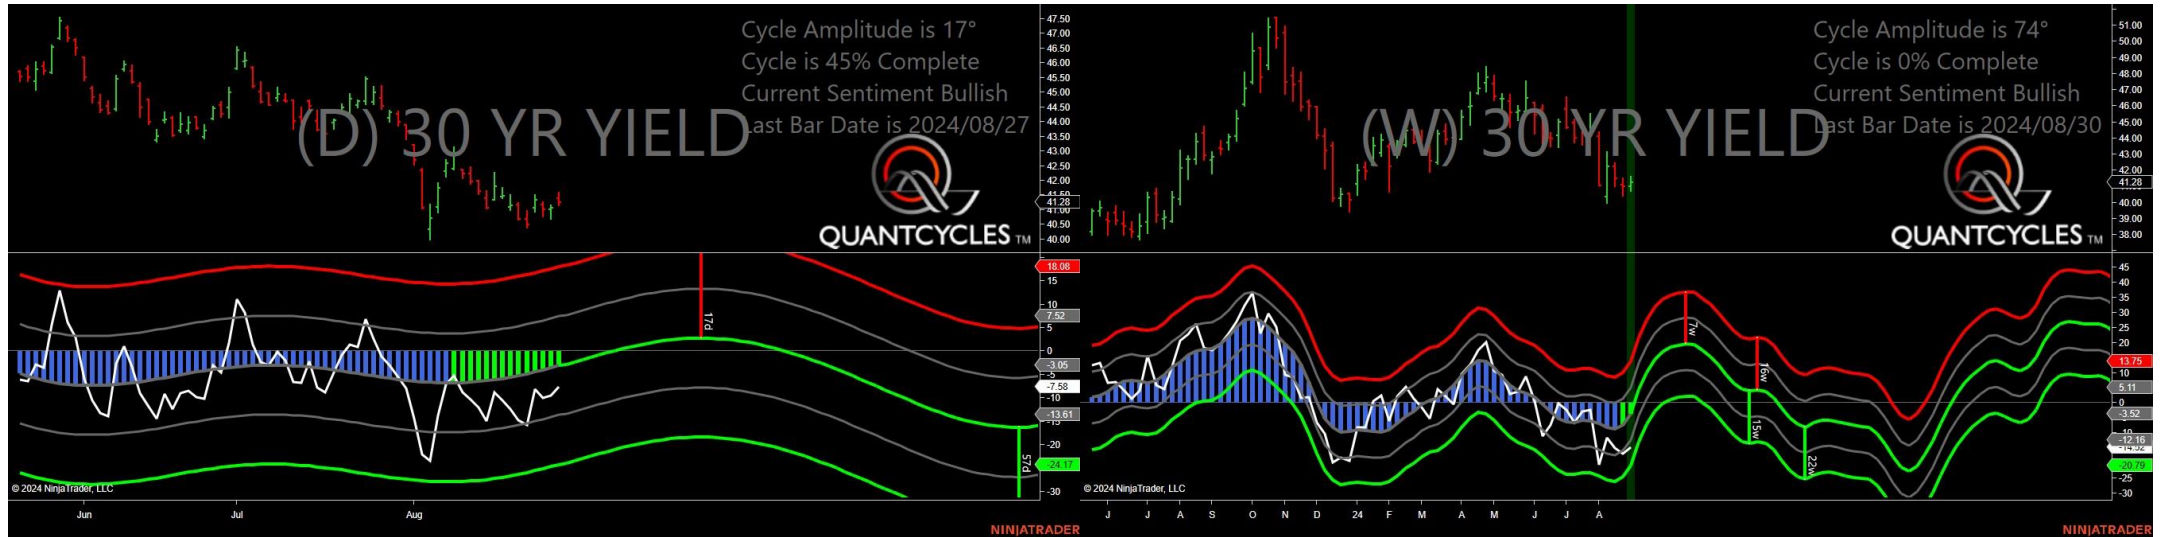 Cycle Amplitude is 17°
Cycle is 45% Complete
Current Sentiment Bullish
Last Bar Date is 2024/08/27
(D) 30 YR YIELD
QUANTCYCLES TM
47.50
47.00
46.50
46.00
45.50
45.00
44.50
44.00
43.50
43.00
42.50
42.00
41.50
41.28
41.00
40.50
40.00
18.08
15
10
7.52
5
0
-3.05
-5
-7.58
-10
-13.61
-15
-20
-24.17
-30
17d
57d
© 2024 NinjaTrader, LLC
Jun
Jul
Aug
NINJATRADER
Cycle Amplitude is 74°
Cycle is 0% Complete
Current Sentiment Bullish
Last Bar Date is 2024/08/30
(W) 30 YR YIELD
QUANTCYCLES TM
51.00
50.00
49.00
48.00
47.00
46.00
45.00
44.00
43.00
42.00
41.28
40.00
39.00
38.00
45
40
35
30
25
20
13.75
10
5.11
0
-3.52
-12.16
-14.52
-20.79
-25
-30
7w
16w
15w
22w
© 2024 NinjaTrader, LLC
J
J
A
S
O
N
D
24
F
M
A
M
J
J
A
NINJATRADER